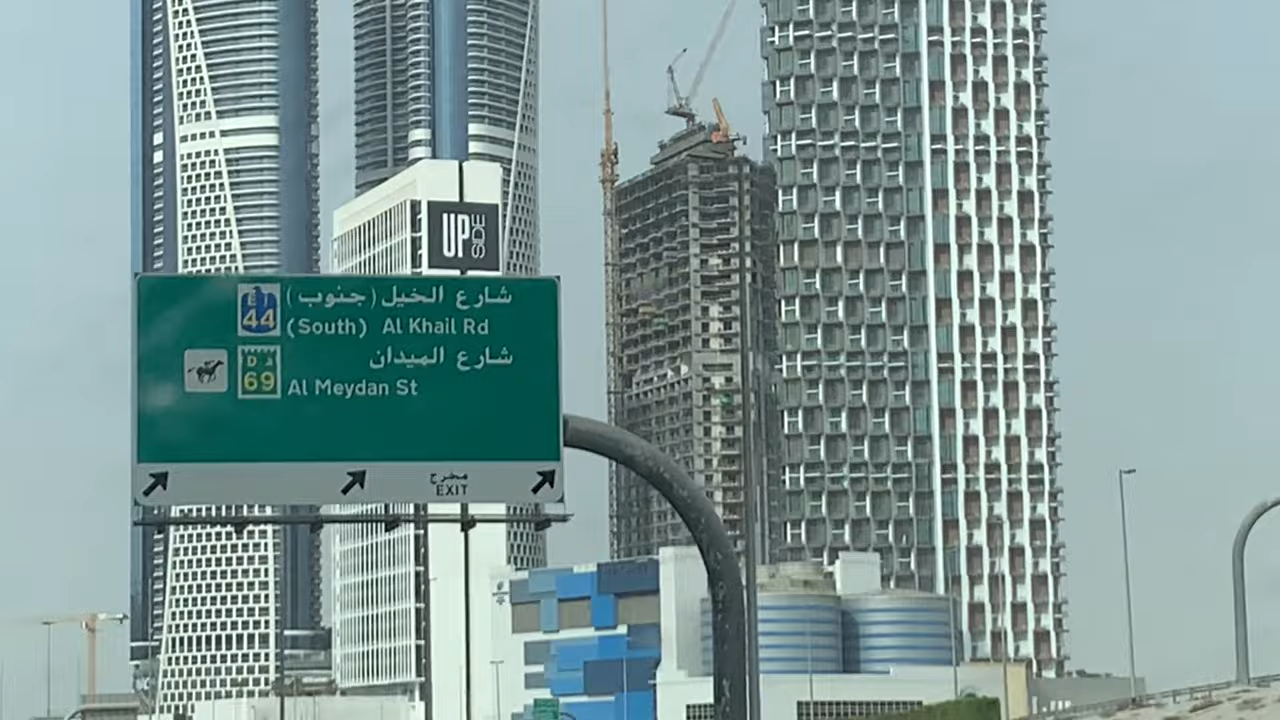 UP
SIDE
E
44
شارع الخيل (جنوب)
(South) Al Khail Rd
شارع الميدان
D
69
Al Meydan St
مخرج
EXIT